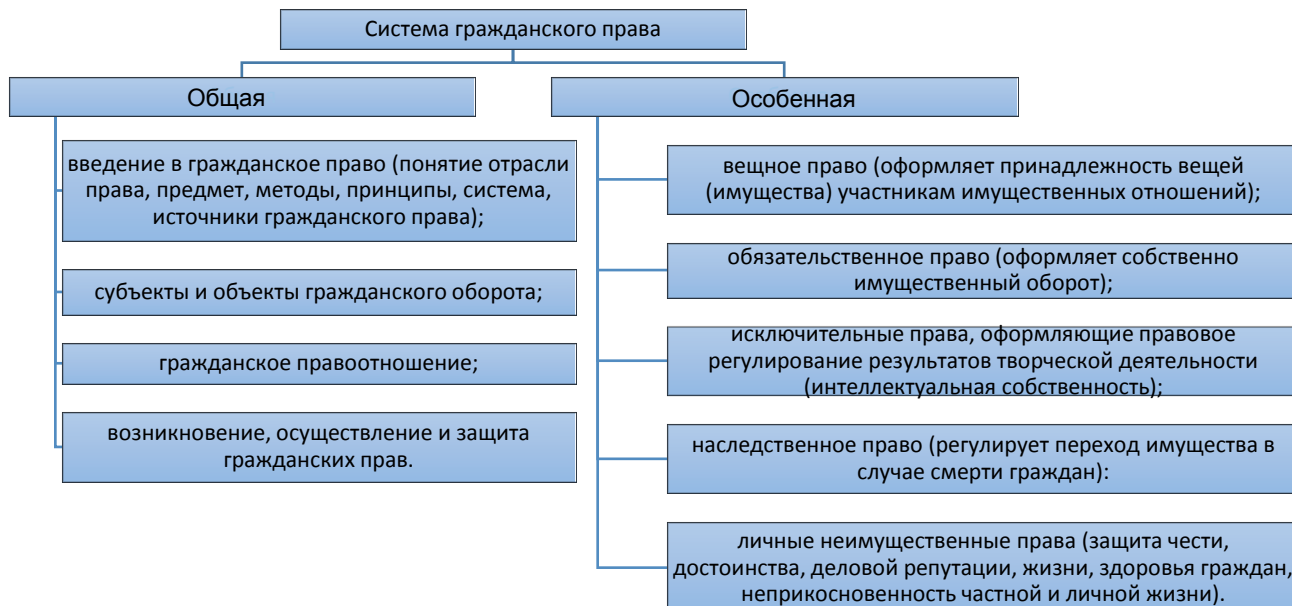 Система гражданского права
Общая
введение в гражданское право (понятие отрасли
права, предмет, методы, принципы, система,
источники гражданского права);
субъекты и объекты гражданского оборота;
гражданское правоотношение;
возникновение, осуществление и защита
гражданских прав.
Особенная
вещное право (оформляет принадлежность вещей
(имущества) участникам имущественных отношений);
обязательственное право (оформляет собственно
имущественный оборот);
исключительные права, оформляющие правовое
регулирование результатов творческой деятельности
(интеллектуальная собственность);
наследственное право (регулирует переход имущества в
случае смерти граждан):
личные неимущественные права (защита чести,
достоинства, деловой репутации, жизни, здоровья граждан,
неприкосновенность частной и личной жизни).